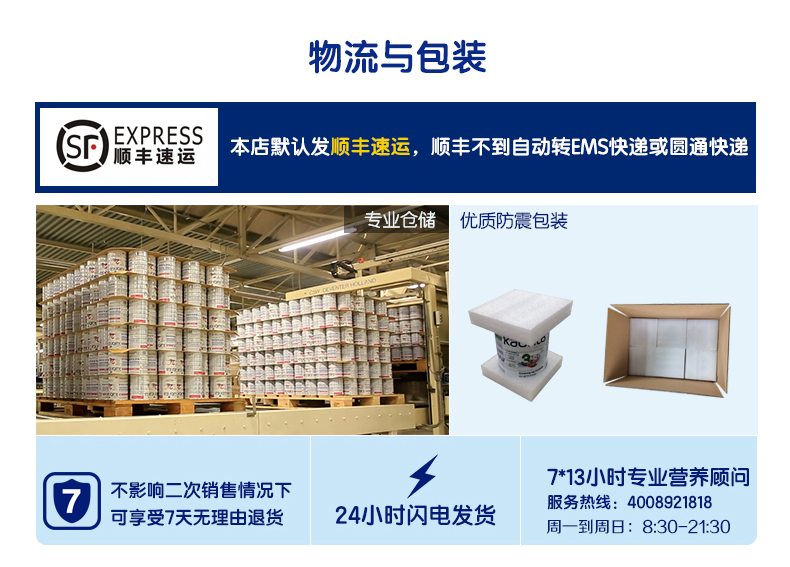 物流与包装
SF EXPRESS
顺丰速运
本店默认发顺丰速运，顺丰不到自动转EMS快递或圆通快递
专业仓储
优质防震包装
7
不影响二次销售情况下
可享受7天无理由退货
24小时闪电发货
7*13小时专业营养顾问
服务热线：4008921818
周一到周日：8:30-21:30